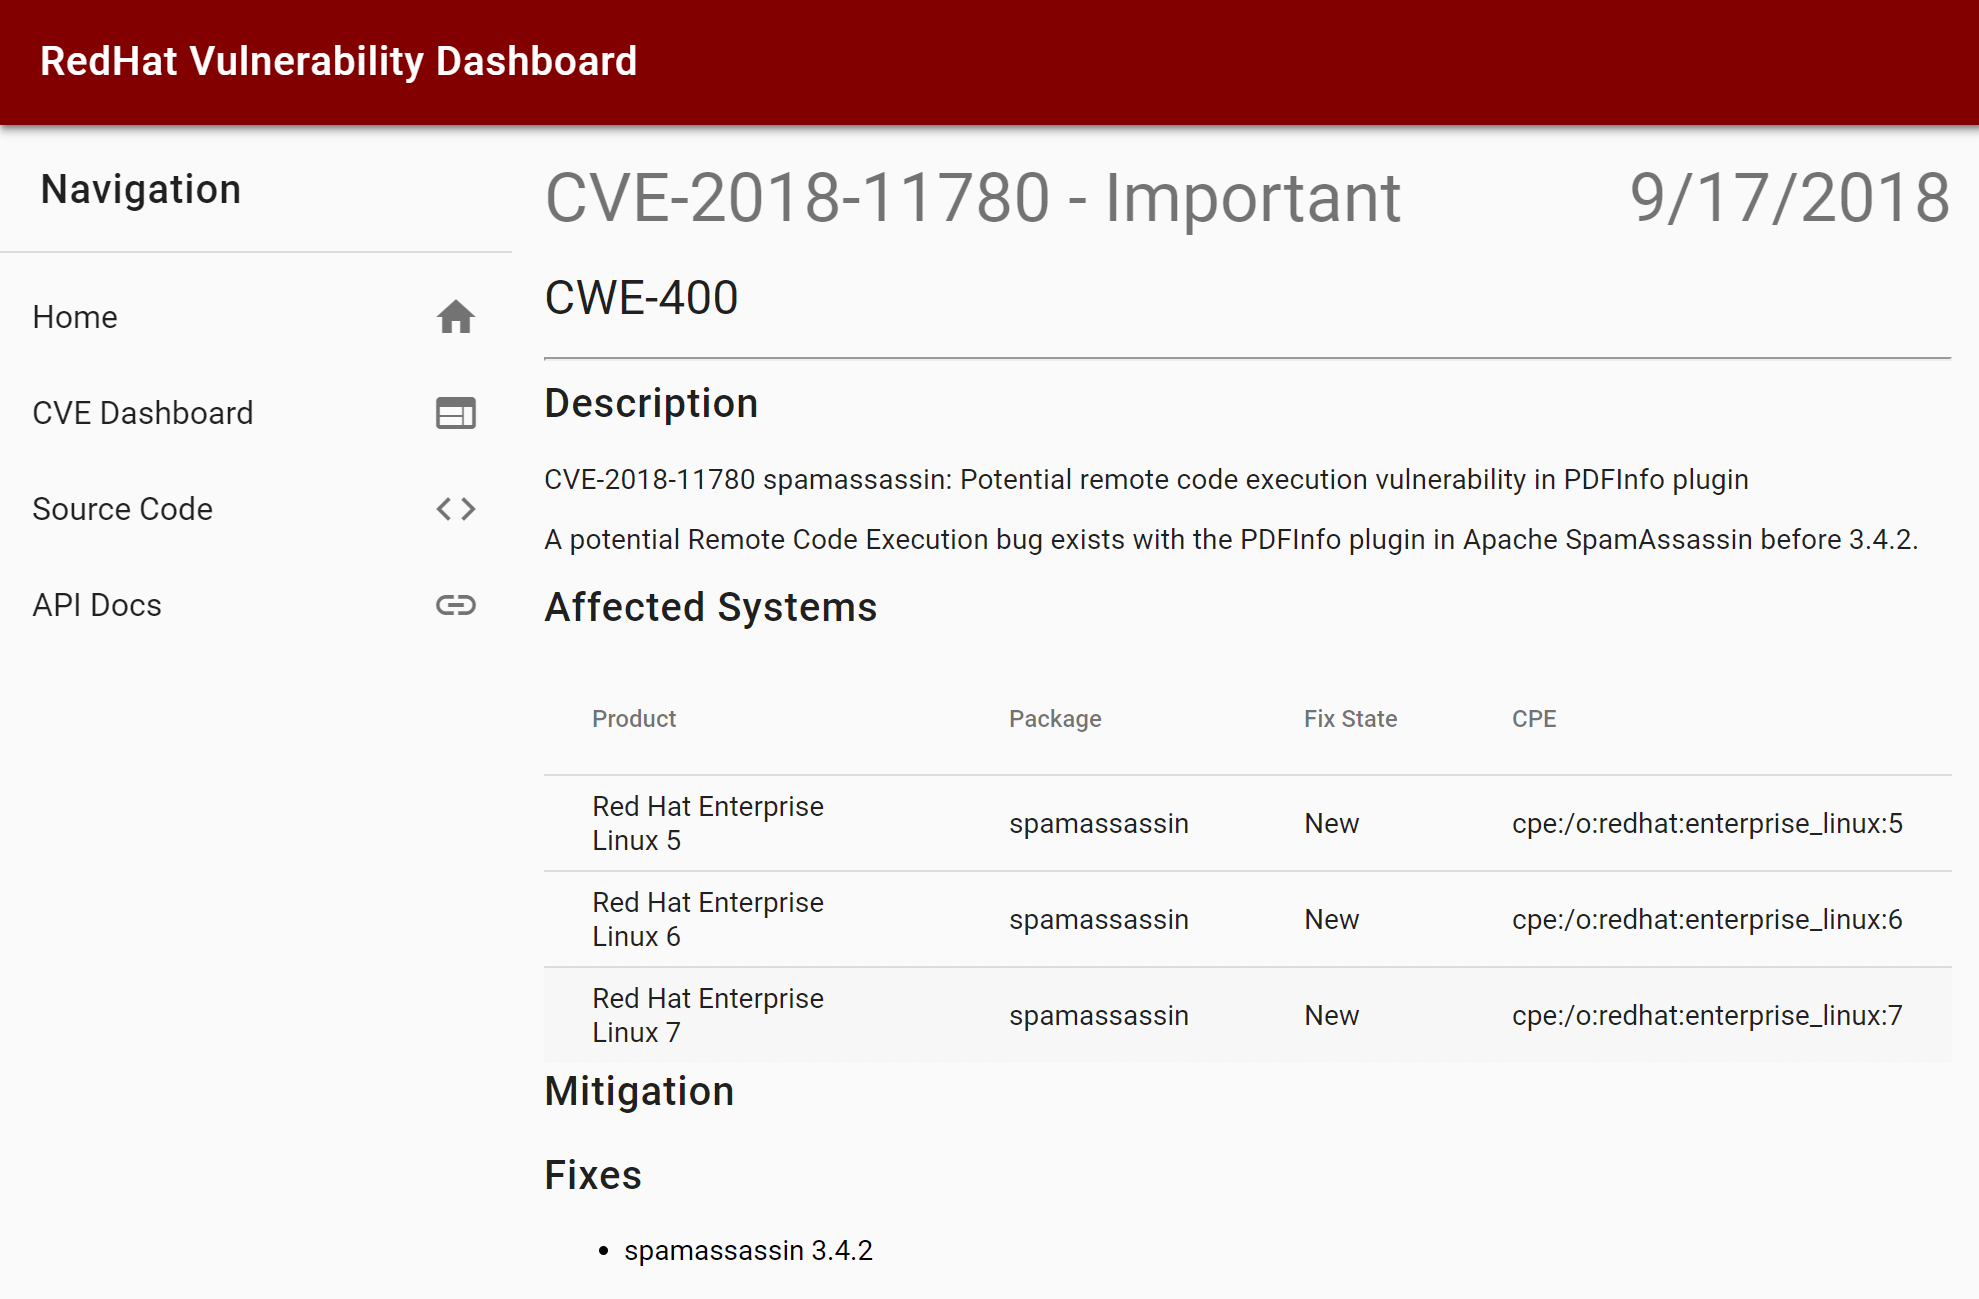 RedHat Vulnerability Dashboard
Navigation
Home
CVE Dashboard
Source Code
API Docs
CVE-2018-11780 - Important
9/17/2018
CWE-400
Description
CVE-2018-11780 spamassassin: Potential remote code execution vulnerability in PDFInfo plugin
A potential Remote Code Execution bug exists with the PDFInfo plugin in Apache SpamAssassin before 3.4.2.
Affected Systems
Product Package Fix State CPE
Red Hat Enterprise
Linux 5
spamassassin New cpe:/o:redhat:enterprise_linux:5
Red Hat Enterprise
Linux 6
spamassassin New cpe:/o:redhat:enterprise_linux:6
Red Hat Enterprise
Linux 7
spamassassin New cpe:/o:redhat:enterprise_linux:7
Mitigation
Fixes
• spamassassin 3.4.2